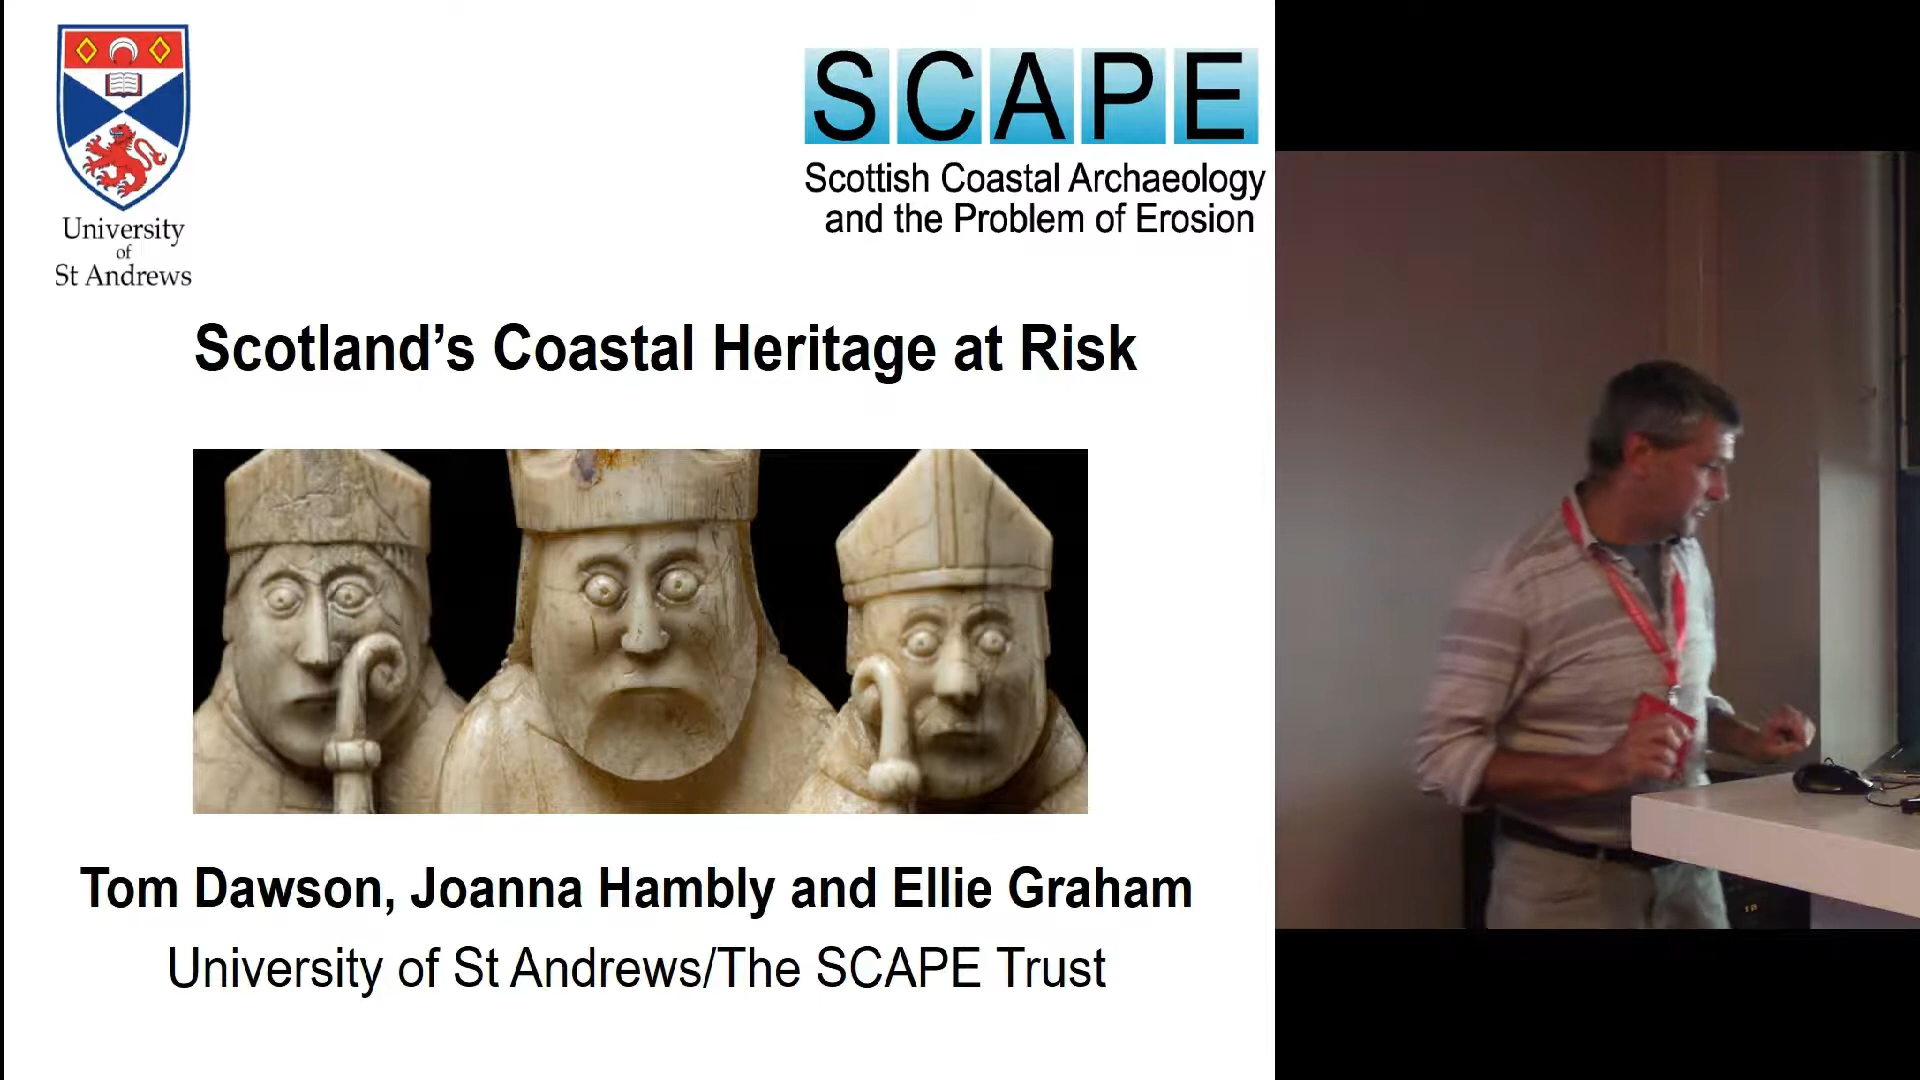 University
of
St Andrews
SCAPE
Scottish Coastal Archaeology
and the Problem of Erosion
Scotland's Coastal Heritage at Risk
Tom Dawson, Joanna Hambly and Ellie Graham
University of St Andrews/The SCAPE Trust